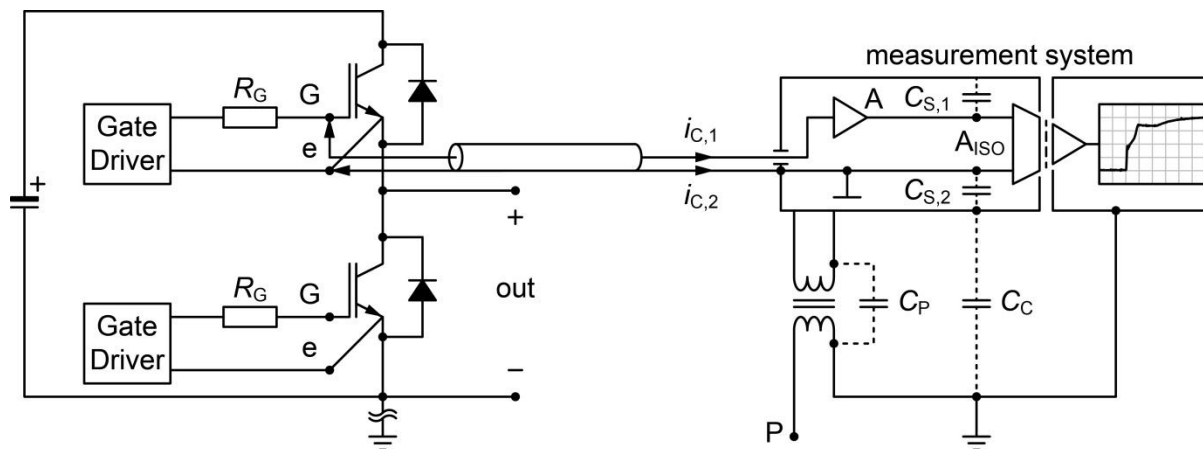 measurement system
R_G
G
Gate
Driver
e
i_C,1
i_C,2
A
C_S,1
A_ISO
C_S,2
+
+
out
−
R_G
G
Gate
Driver
e
C_P
C_C
P